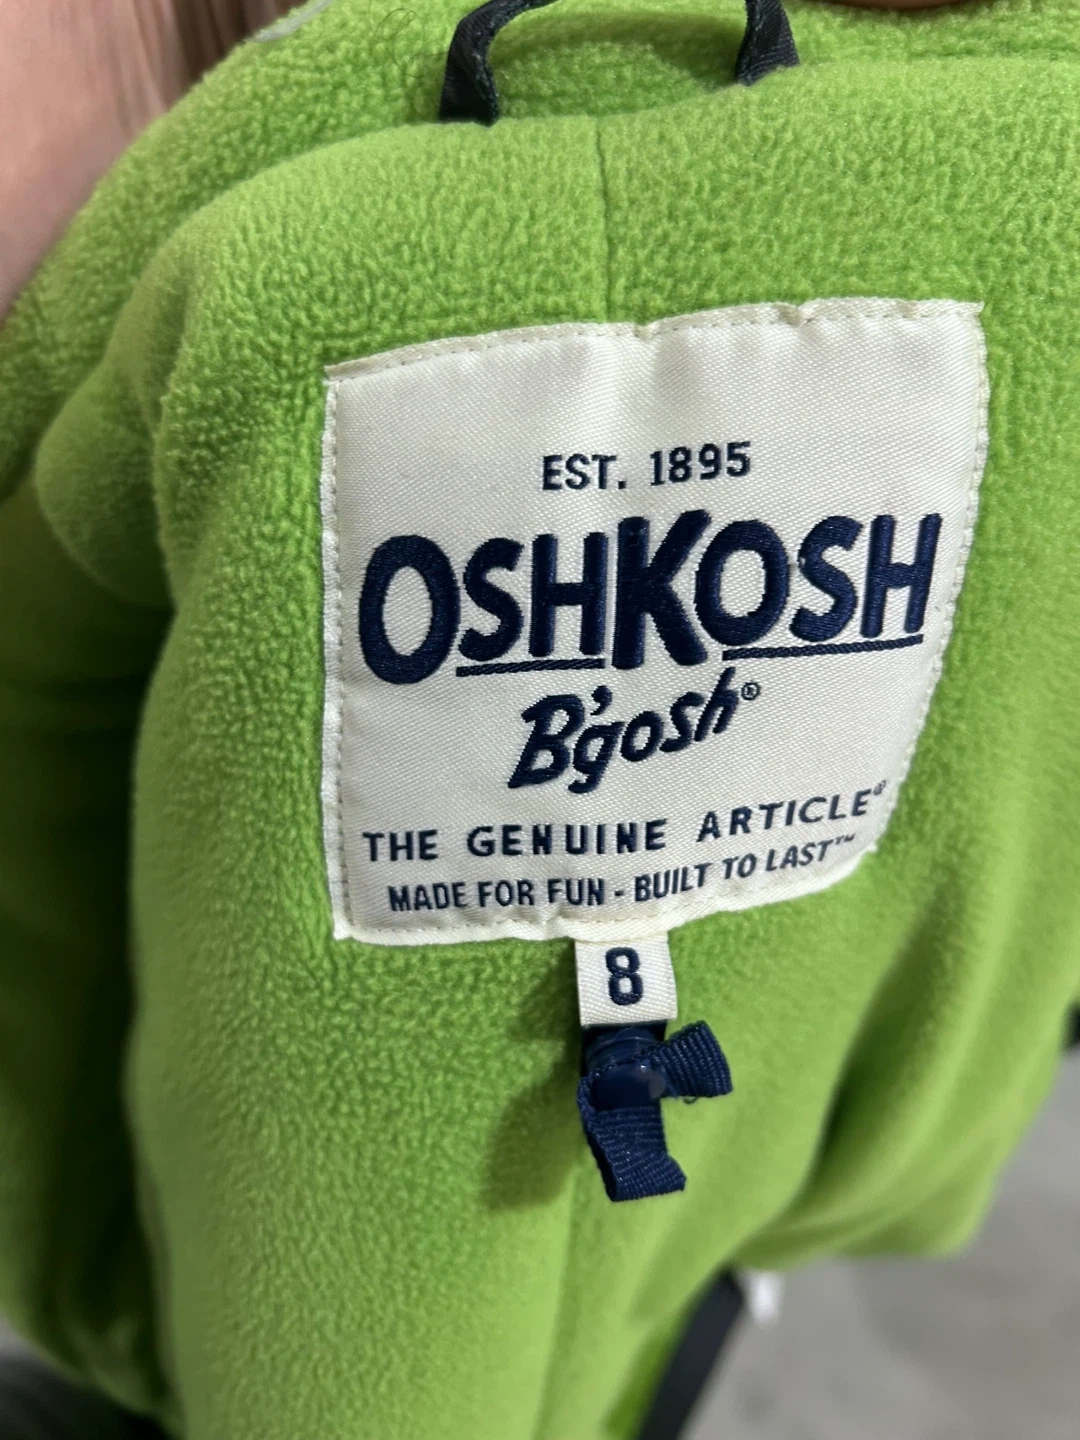 EST. 1895
OSHKOSH
B'gosh®
THE GENUINE ARTICLE®
MADE FOR FUN - BUILT TO LAST™
8